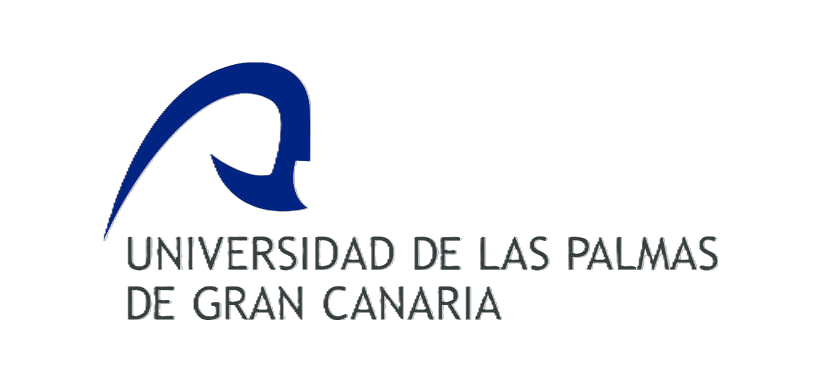 UNIVERSIDAD DE LAS PALMAS
DE GRAN CANARIA